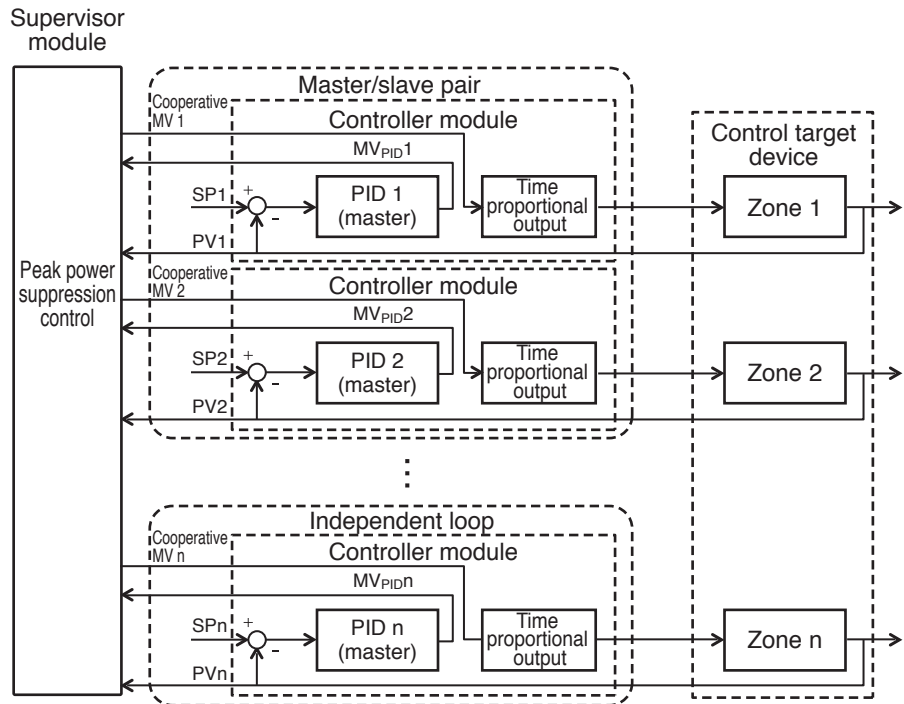 Supervisor
module
Peak power
suppression
control
Master/slave pair
Cooperative
MV 1
Controller module
MVPID1
SP1
+
−
PID 1
(master)
Time
proportional
output
PV1
Control target
device
Zone 1
Cooperative
MV 2
Controller module
MVPID2
SP2
+
−
PID 2
(master)
Time
proportional
output
PV2
Zone 2
⋮
Independent loop
Cooperative
MV n
Controller module
MVPIDn
SPn
+
−
PID n
(master)
Time
proportional
output
PVn
Zone n